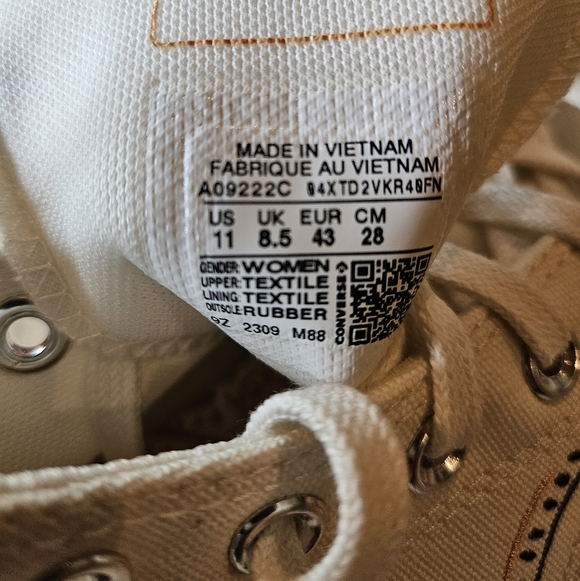 MADE IN VIETNAM
FABRIQUE AU VIETNAM
A09222C 04XTD2VKR40FN
US UK EUR CM
11 8.5 43 28
GENDER: WOMEN
UPPER: TEXTILE
LINING: TEXTILE
OUTSOLE: RUBBER
9Z 2309 M88
CONVERSE